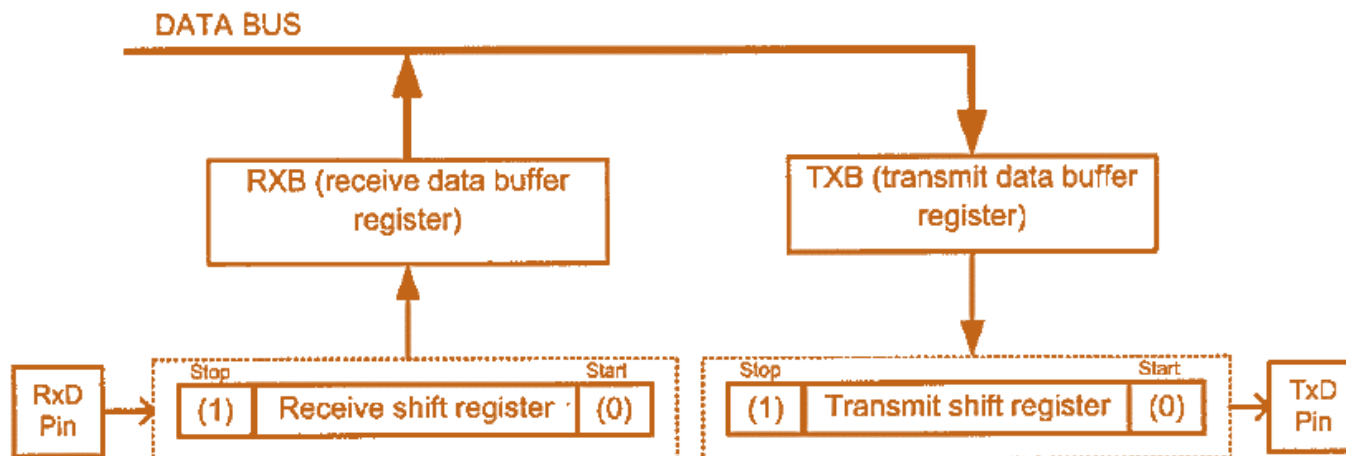 DATA BUS
RXB (receive data buffer
register)
TXB (transmit data buffer
register)
RxD
Pin
Stop
Start
(1)
Receive shift register
(0)
Stop
Start
(1)
Transmit shift register
(0)
TxD
Pin